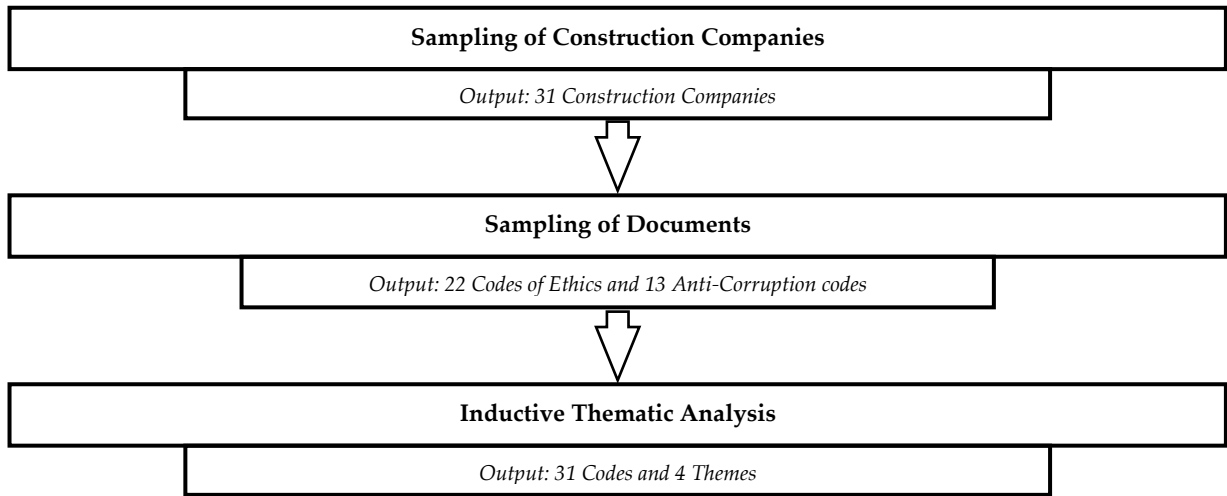 Sampling of Construction Companies
Output: 31 Construction Companies
Sampling of Documents
Output: 22 Codes of Ethics and 13 Anti-Corruption codes
Inductive Thematic Analysis
Output: 31 Codes and 4 Themes